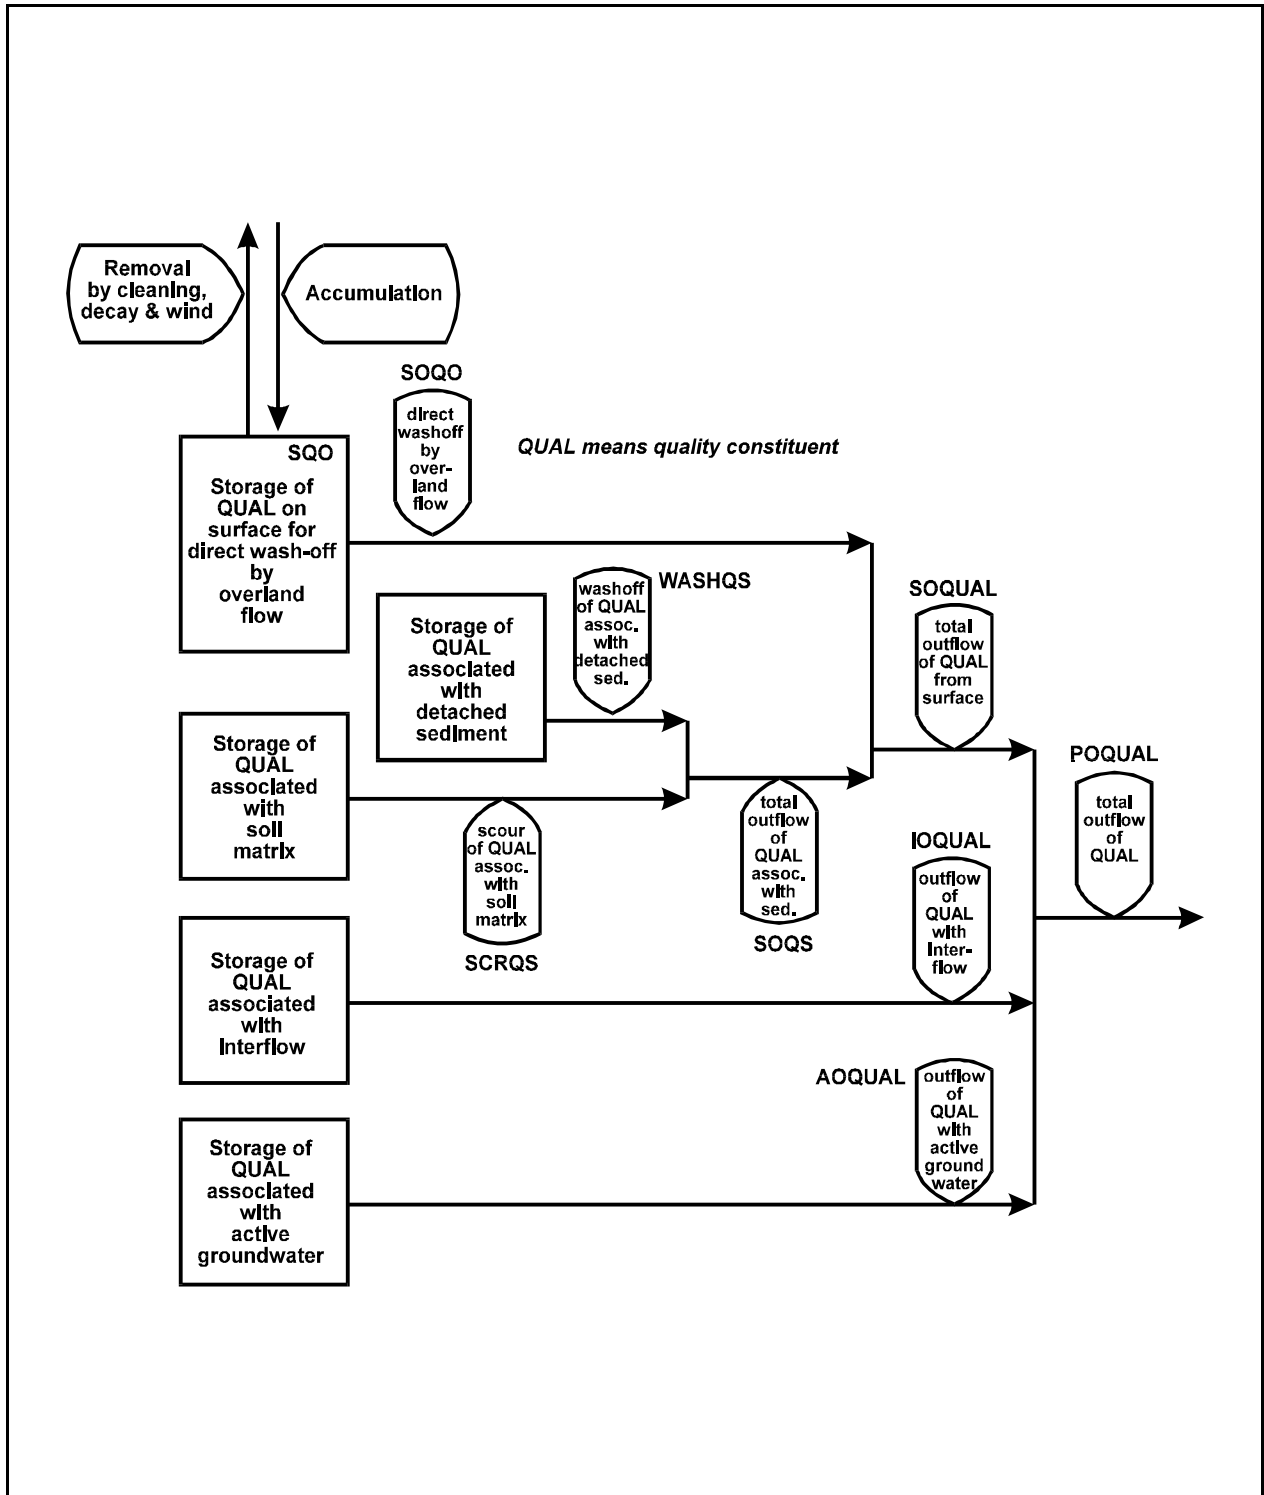 Removal
by cleaning,
decay & wind
Accumulation
SOQO
direct
washoff
by
over-
land
flow
QUAL means quality constituent
SQO
Storage of
QUAL on
surface for
direct wash-off
by
overland
flow
WASHQS
washoff
of QUAL
assoc.
with
detached
sed.
Storage of
QUAL
associated
with
detached
sediment
SOQUAL
total
outflow
of QUAL
from
surface
Storage of
QUAL
associated
with
soil
matrix
scour
of QUAL
assoc.
with
soil
matrix
SCRQS
total
outflow
of
QUAL
assoc.
with
sed.
SOQS
POQUAL
total
outflow
of
QUAL
IOQUAL
outflow
of
QUAL
with
Inter-
flow
Storage of
QUAL
associated
with
Interflow
AOQUAL
outflow
of
QUAL
with
active
ground
water
Storage of
QUAL
associated
with
active
groundwater